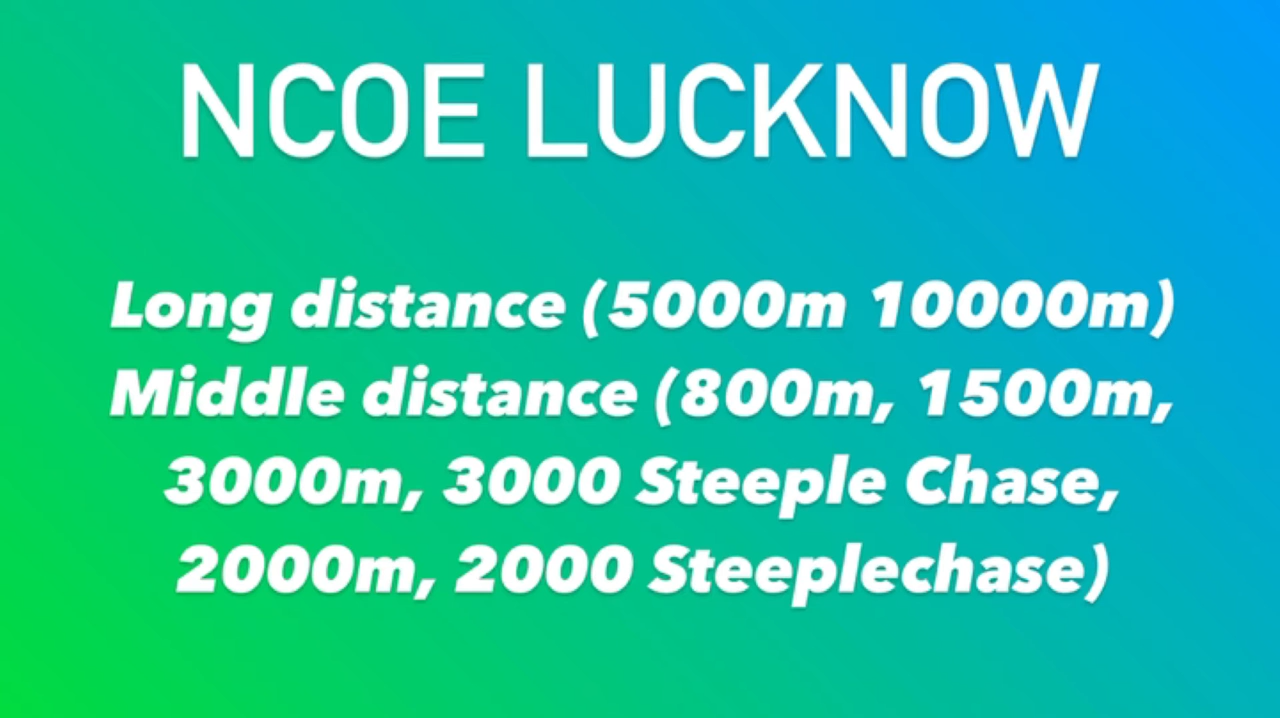 NCOE LUCKNOW
Long distance (5000m 10000m)
Middle distance (800m, 1500m,
3000m, 3000 Steeple Chase,
2000m, 2000 Steeplechase)